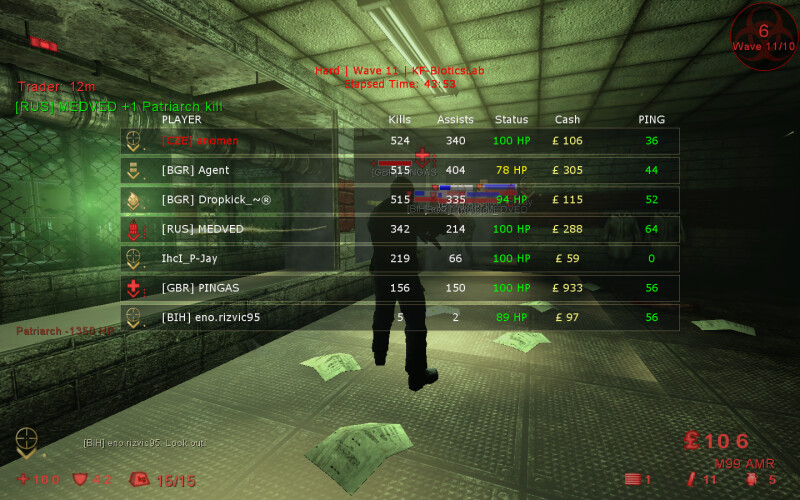 6
Wave 11/10
Hard | Wave 11 | KF-BioticsLab
Elapsed Time: 43:53
Trader 12m
[RUS] MEDVED +1 Patriarch kill
PLAYER Kills Assists Status Cash PING
524 340 100 HP £ 106 36
[BGR] Agent 515 404 78 HP £ 305 44
[BGR] Dropkick_~® 515 335 94 HP £ 115 52
[RUS] MEDVED 342 214 100 HP £ 288 64
IhcI_P-Jay 219 66 100 HP £ 59 0
[GBR] PINGAS 156 150 100 HP £ 933 56
[BIH] eno.rizvic95 5 2 89 HP £ 97 56
Patriarch -1350 HP
[BIH] eno.rizvic95: Look out!
£106
M99 AMR
100 15/15 1 11 5